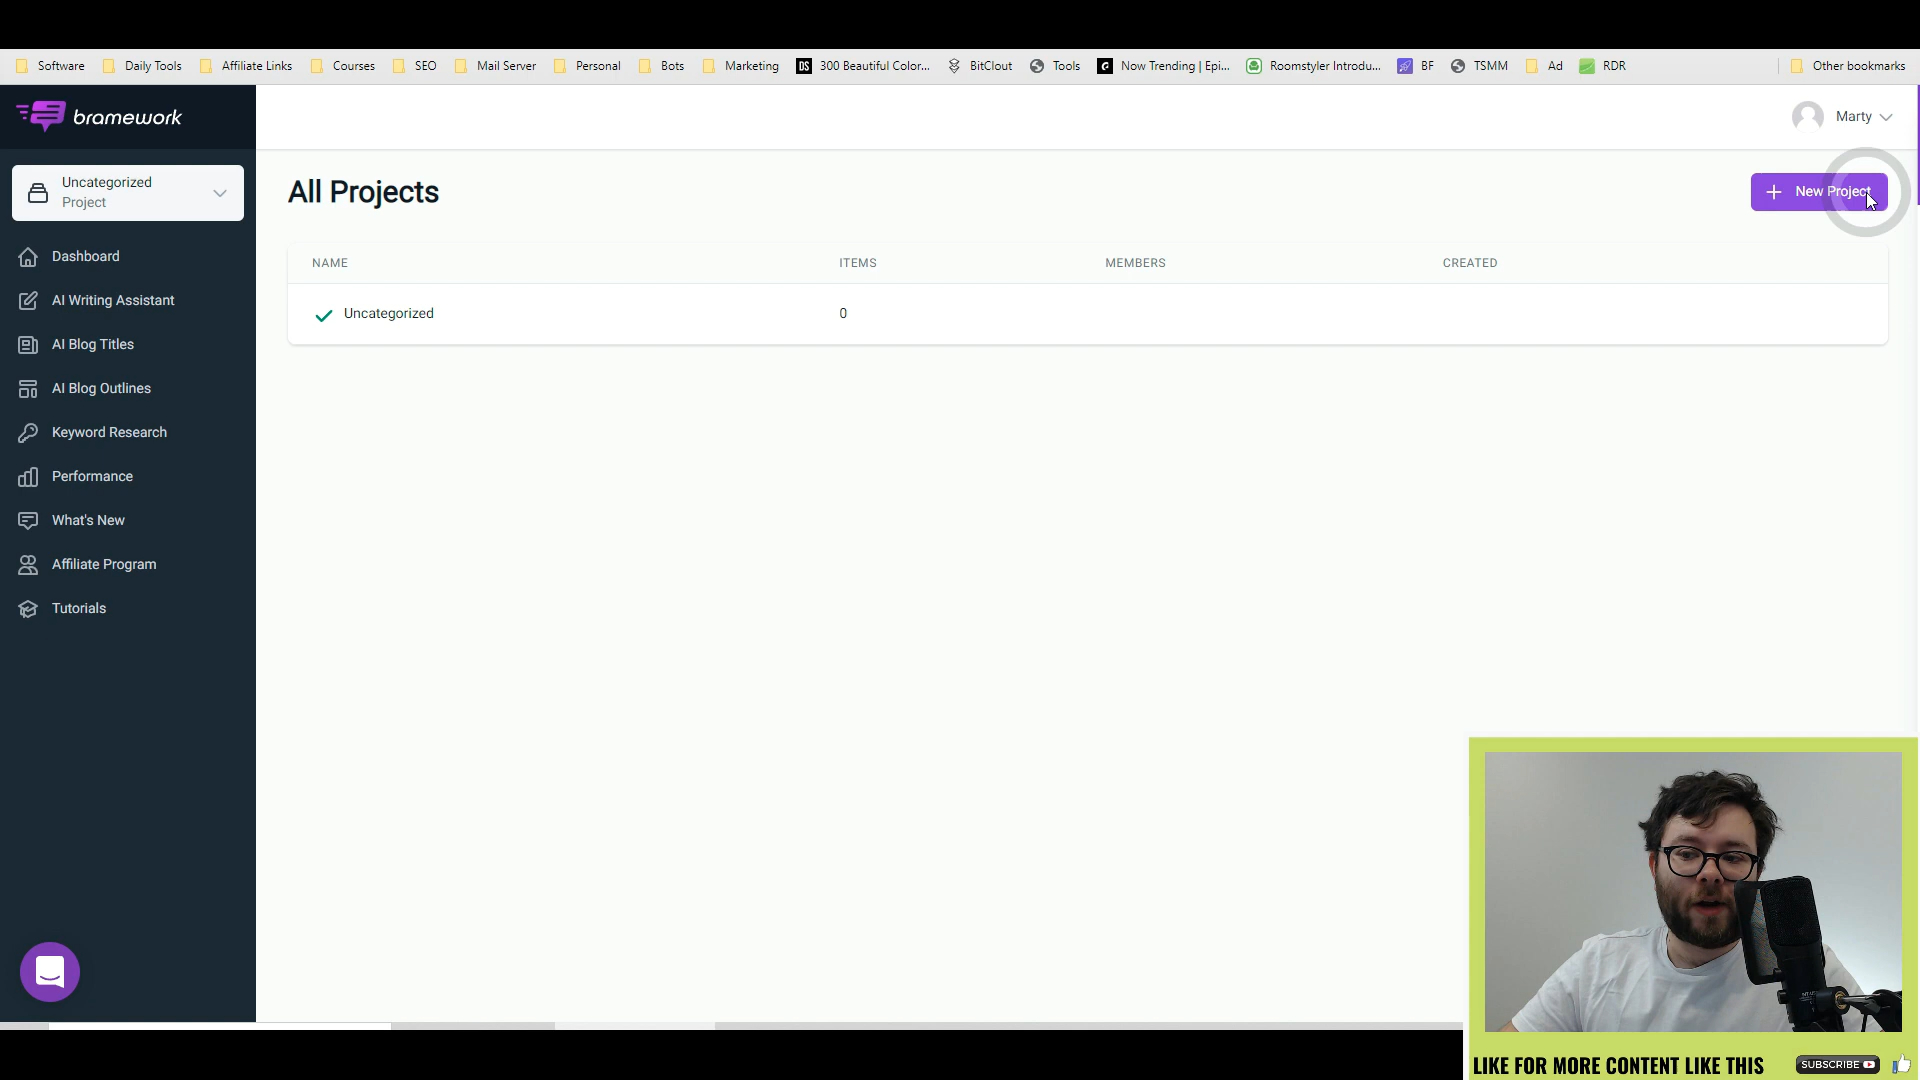 Software Daily Tools Affiliate Links Courses SEO Mail Server Personal Bots Marketing DS 300 Beautiful Color... BitClout Tools Now Trending | Epi... Roomstyler Introdu... BF TSMM Ad RDR Other bookmarks
bramework
Marty
Uncategorized
Project
All Projects
New Project
NAME ITEMS MEMBERS CREATED
Uncategorized 0
Dashboard
AI Writing Assistant
AI Blog Titles
AI Blog Outlines
Keyword Research
Performance
What's New
Affiliate Program
Tutorials
LIKE FOR MORE CONTENT LIKE THIS SUBSCRIBE